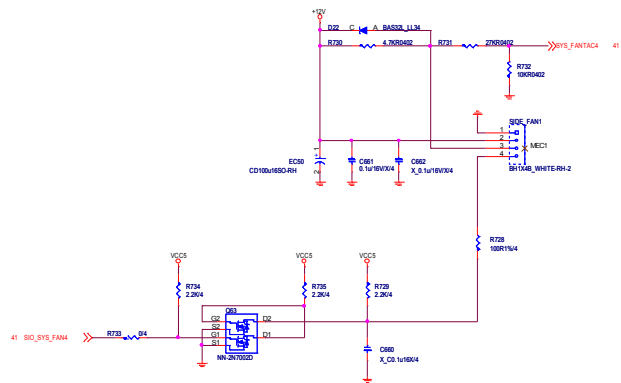 +12V
D22 C A BAS32L_LL34
R730 4.7KR0402 R731 27KR0402
SYS_FANTAC4 41
R732
10KR0402
SIDE_FAN1
1
2
3
4
MEC1
BH1X4B_WHITE-RH-2
1
+
2
EC50
CD100u16SO-RH
C661
0.1u/16V/X/4
C662
X_0.1u/16V/X/4
R728
100R1%/4
VCC5 VCC5 VCC5
R734
2.2K/4
R735
2.2K/4
R729
2.2K/4
Q63
G2 D2
S2
G1 D1
S1
NN-2N7002D
41 SIO_SYS_FAN4 R733 0/4
C660
X_C0.1u16X/4